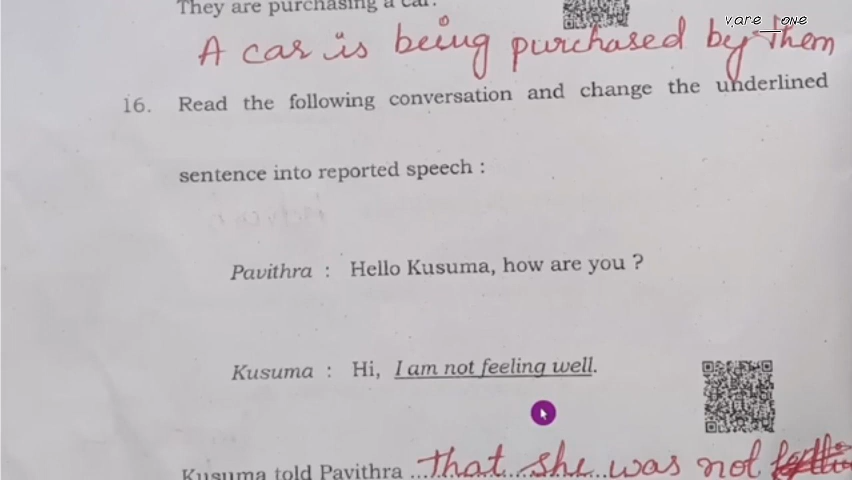 They are purchasing a car.
v.are__one
A car is being purchased by them
16. Read the following conversation and change the underlined
sentence into reported speech :
Pavithra : Hello Kusuma, how are you ?
Kusuma : Hi, I am not feeling well.
Kusuma told Pavithra ... that she was not